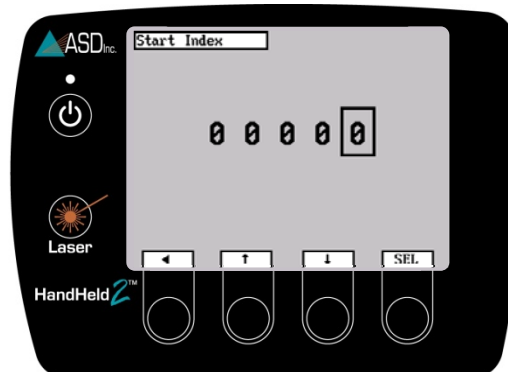 ASD Inc.
Start Index
0 0 0 0 0
Laser
◄ ↑ ↓ SEL
HandHeld 2™